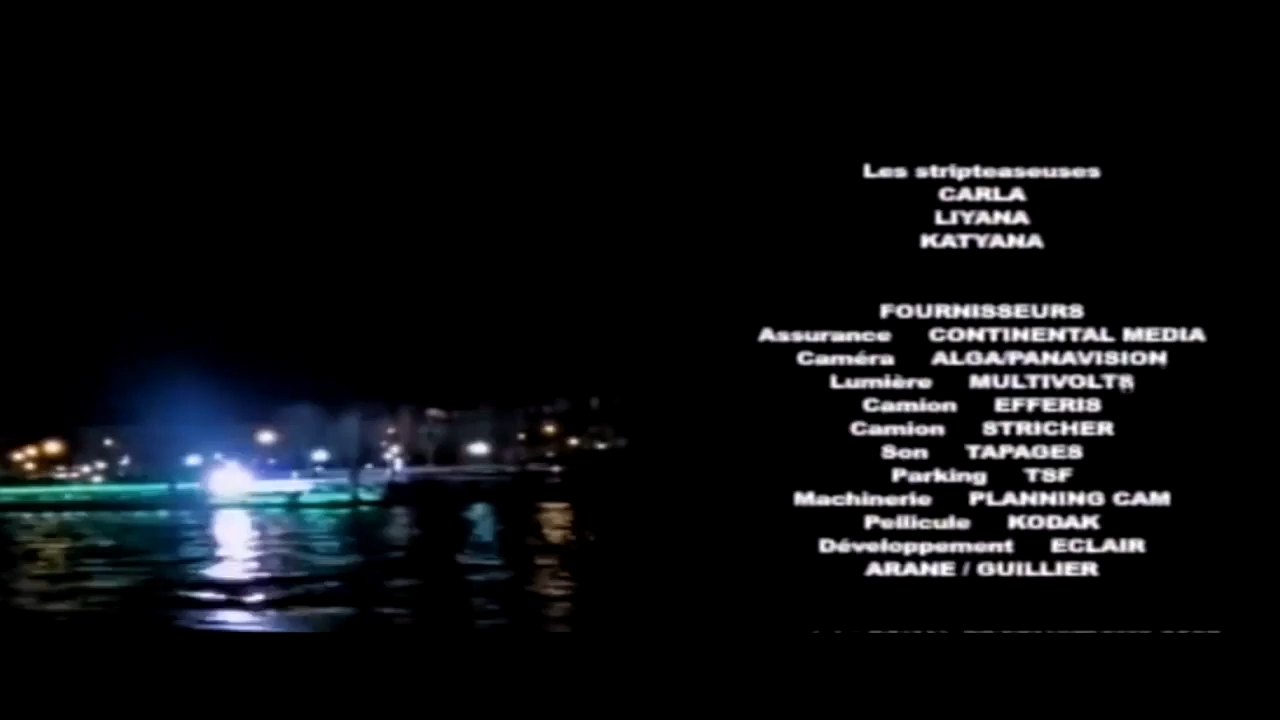 Les stripteaseuses
CARLA
LIYANA
KATYANA
FOURNISSEURS
Assurance CONTINENTAL MEDIA
Caméra ALGA/PANAVISION
Lumière MULTIVOLTS
Camion EFFERIS
Camion STRICHER
Son TAPAGES
Parking TSF
Machinerie PLANNING CAM
Pellicule KODAK
Développement ECLAIR
ARANE / GUILLIER